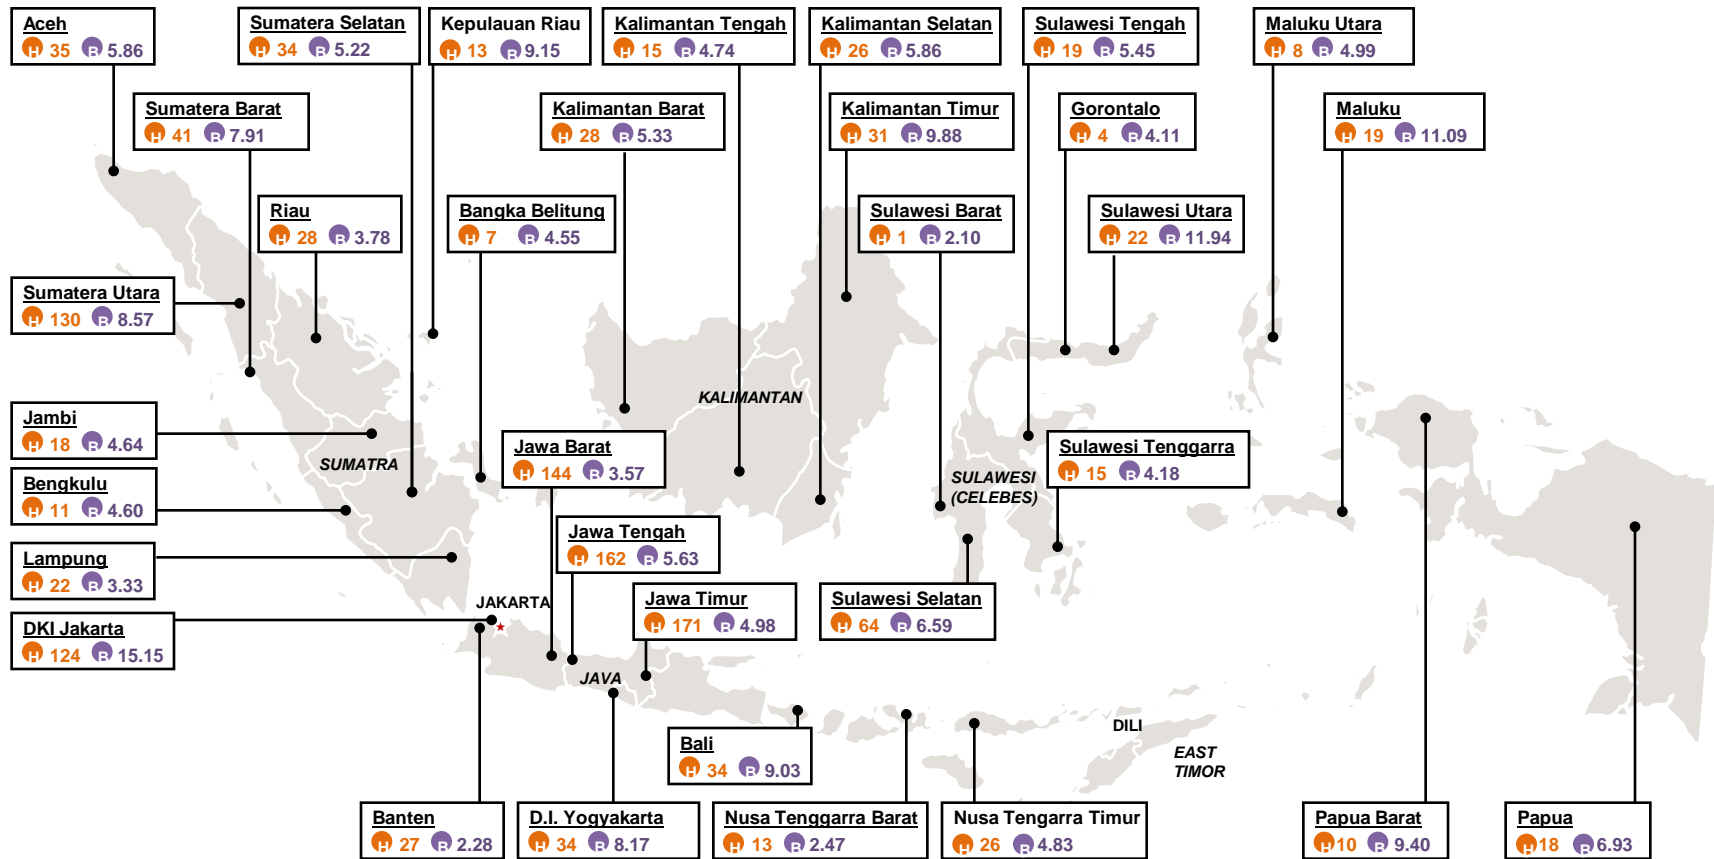 Aceh
H 35 B 5.86
Sumatera Selatan
H 34 B 5.22
Kepulauan Riau
H 13 B 9.15
Kalimantan Tengah
H 15 B 4.74
Kalimantan Selatan
H 26 B 5.86
Sulawesi Tengah
H 19 B 5.45
Maluku Utara
H 8 B 4.99
Sumatera Barat
H 41 B 7.91
Kalimantan Barat
H 28 B 5.33
Kalimantan Timur
H 31 B 9.88
Gorontalo
H 4 B 4.11
Maluku
H 19 B 11.09
Riau
H 28 B 3.78
Bangka Belitung
H 7 B 4.55
Sulawesi Barat
H 1 B 2.10
Sulawesi Utara
H 22 B 11.94
Sumatera Utara
H 130 B 8.57
KALIMANTAN
Jambi
H 18 B 4.64
SUMATRA
Jawa Barat
H 144 B 3.57
Sulawesi Tenggarra
H 15 B 4.18
SULAWESI
(CELEBES)
Bengkulu
H 11 B 4.60
Jawa Tengah
H 162 B 5.63
Lampung
H 22 B 3.33
JAKARTA
Jawa Timur
H 171 B 4.98
Sulawesi Selatan
H 64 B 6.59
DKI Jakarta
H 124 B 15.15
JAVA
DILI
EAST
TIMOR
Bali
H 34 B 9.03
Banten
H 27 B 2.28
D.I. Yogyakarta
H 34 B 8.17
Nusa Tenggarra Barat
H 13 B 2.47
Nusa Tengarra Timur
H 26 B 4.83
Papua Barat
H 10 B 9.40
Papua
H 18 B 6.93